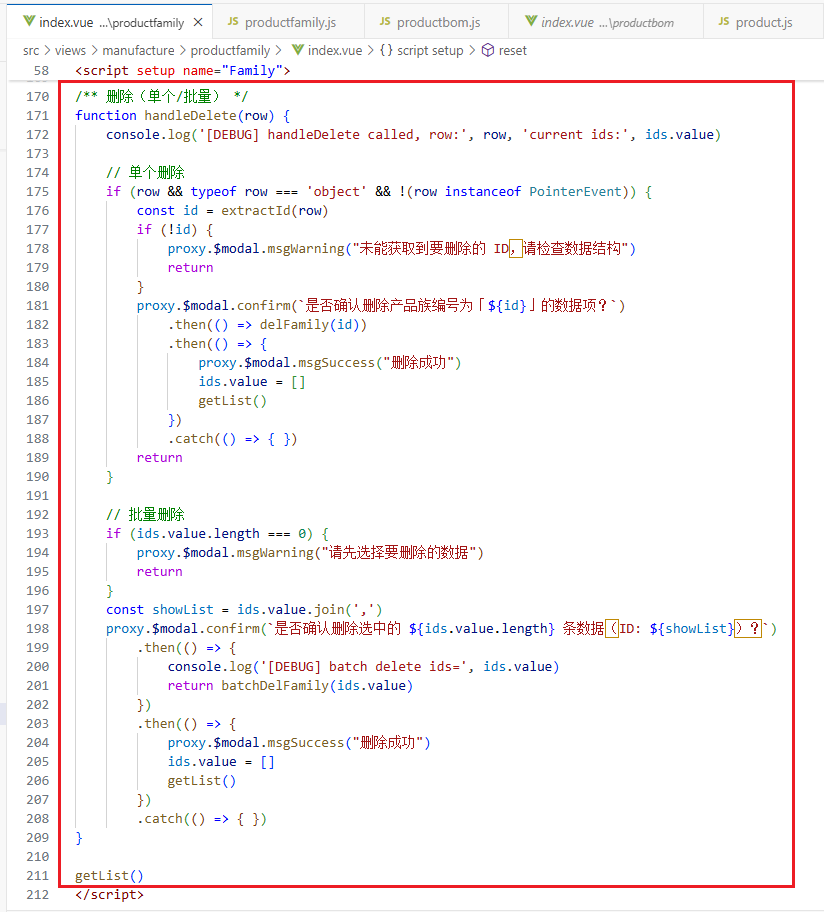 index.vue ...\productfamily
JS productfamily.js
JS productbom.js
index.vue ...\productbom
JS product.js
src > views > manufacture > productfamily > index.vue > {} script setup > reset
58 <script setup name="Family">
170 /** 删除（单个/批量） */
171 function handleDelete(row) {
172     console.log('[DEBUG] handleDelete called, row:', row, 'current ids:', ids.value)
173
174     // 单个删除
175     if (row && typeof row === 'object' && !(row instanceof PointerEvent)) {
176         const id = extractId(row)
177         if (!id) {
178             proxy.$modal.msgWarning("未能获取到要删除的 ID，请检查数据结构")
179             return
180         }
181         proxy.$modal.confirm(`是否确认删除产品族编号为「${id}」的数据项？`)
182             .then(() => delFamily(id))
183             .then(() => {
184                 proxy.$modal.msgSuccess("删除成功")
185                 ids.value = []
186                 getList()
187             })
188             .catch(() => { })
189         return
190     }
191
192     // 批量删除
193     if (ids.value.length === 0) {
194         proxy.$modal.msgWarning("请先选择要删除的数据")
195         return
196     }
197     const showList = ids.value.join(',')
198     proxy.$modal.confirm(`是否确认删除选中的 ${ids.value.length} 条数据（ID: ${showList}）？`)
199         .then(() => {
200             console.log('[DEBUG] batch delete ids=', ids.value)
201             return batchDelFamily(ids.value)
202         })
203         .then(() => {
204             proxy.$modal.msgSuccess("删除成功")
205             ids.value = []
206             getList()
207         })
208         .catch(() => { })
209 }
210
211 getList()
212 </script>